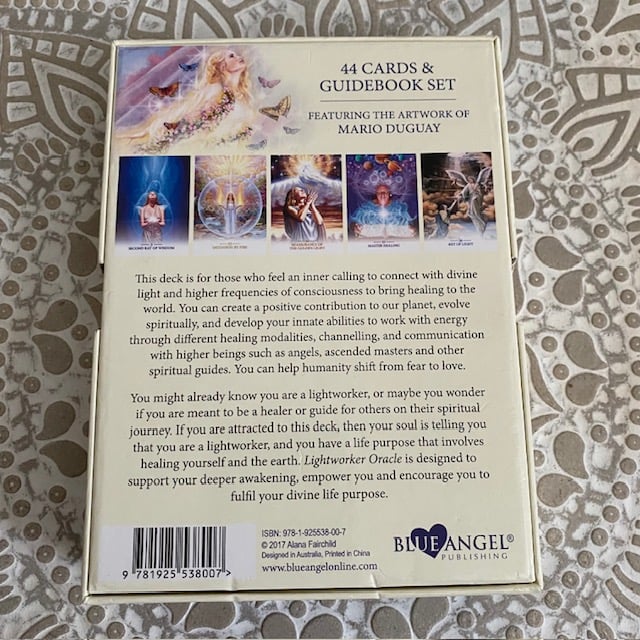 44 CARDS &
GUIDEBOOK SET
FEATURING THE ARTWORK OF
MARIO DUGUAY
SECOND RAY OF WISDOM
INITIATION BY FIRE
REASSURANCE OF
THE GOLDEN LIGHT
MASTER HEALING
RAY OF LIGHT
This deck is for those who feel an inner calling to connect with divine
light and higher frequencies of consciousness to bring healing to the
world. You can create a positive contribution to our planet, evolve
spiritually, and develop your innate abilities to work with energy
through different healing modalities, channelling, and communication
with higher beings such as angels, ascended masters and other
spiritual guides. You can help humanity shift from fear to love.
You might already know you are a lightworker, or maybe you wonder
if you are meant to be a healer or guide for others on their spiritual
journey. If you are attracted to this deck, then your soul is telling you
that you are a lightworker, and you have a life purpose that involves
healing yourself and the earth. Lightworker Oracle is designed to
support your deeper awakening, empower you and encourage you to
fulfil your divine life purpose.
ISBN: 978-1-925538-00-7
© 2017 Alana Fairchild
Designed in Australia, Printed in China
www.blueangelonline.com
BLUE ANGEL®
PUBLISHING
9 781925 538007 >